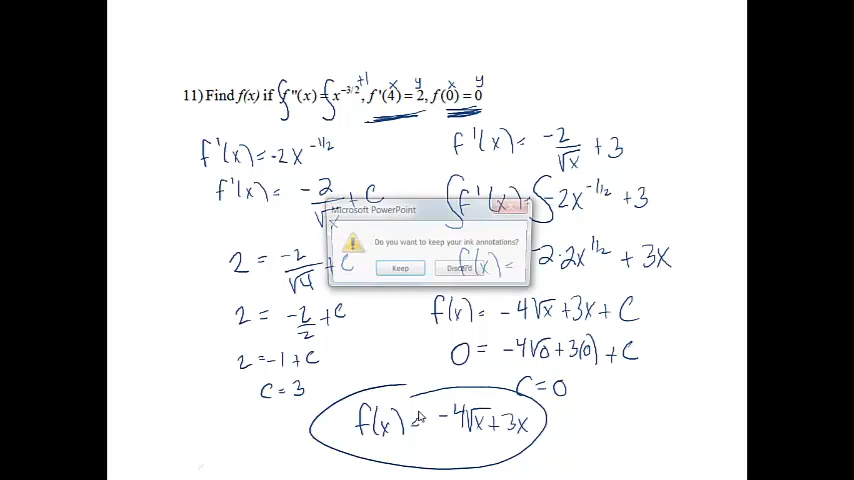 11) Find f(x) if ∫f''(x) = ∫x^{-3/2 +1}, f'(4) = 2, f(0) = 0
x y x y
f'(x) = -2x^{-1/2}
f'(x) = -2/√x + C
2 = -2/√4 + C
2 = -2/2 + C
2 = -1 + C
C = 3
f'(x) = -2/√x + 3
∫f'(x) = ∫-2x^{-1/2} + 3
f(x) = -2·2x^{1/2} + 3x
f(x) = -4√x + 3x + C
0 = -4√0 + 3(0) + C
C = 0
f(x) = -4√x + 3x
Microsoft PowerPoint
Do you want to keep your ink annotations?
Keep
Discard